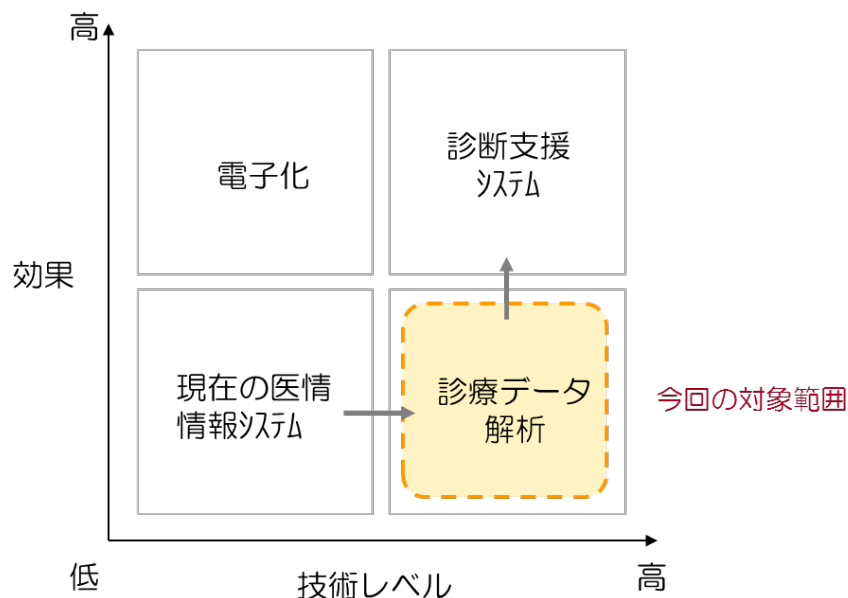 高
電子化
診断支援
ｼｽﾃﾑ
効果
現在の医情
情報ｼｽﾃﾑ
診療データ
解析
今回の対象範囲
低
技術レベル
高